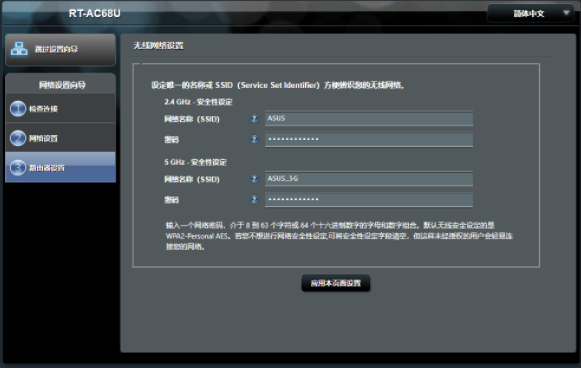 RT-AC68U
简体中文
跳过设置向导
无线网络设置
网络设置向导
1 检查连接
2 网络设置
3 路由器设置
设定唯一的名称或 SSID（Service Set Identifier）方便辨识您的无线网络。
2.4 GHz - 安全性设定
网络名称（SSID） ? ASUS
密码 ? ••••••••••••
5 GHz - 安全性设定
网络名称（SSID） ? ASUS_5G
密码 ? ••••••••••••
输入一个网络密码，介于 8 到 63 个字符或 64 个十六进制数字的字母和数字组合。默认无线安全设定的是
WPA2-Personal AES。若您不想进行网络安全性设定,可将安全性设定字段清空，但这样未经授权的用户会轻易连
接您的网络。
应用本页面设置